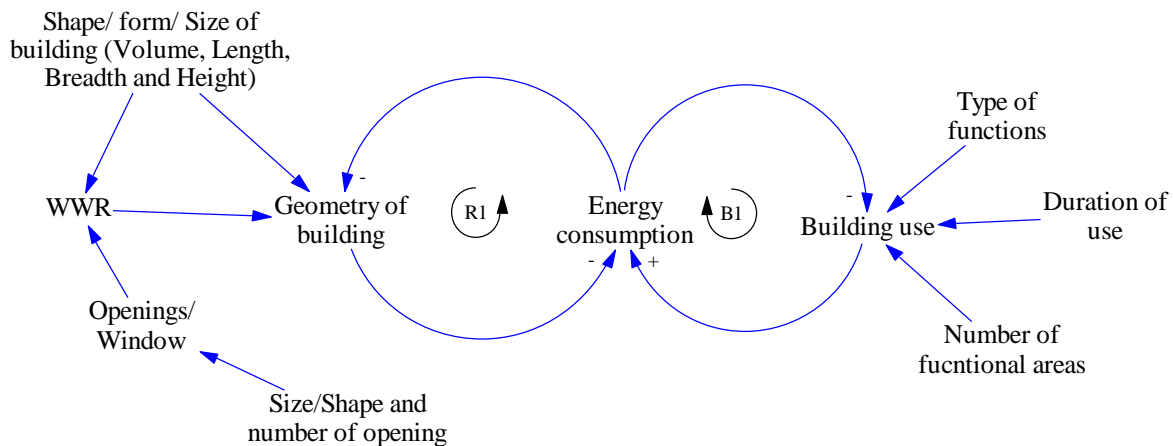 Shape/ form/ Size of
building (Volume, Length,
Breadth and Height)
WWR
Openings/
Window
Size/Shape and
number of opening
Geometry of
building
-
-
R1
Energy
consumption
B1
+
-
Building use
Type of
functions
Duration of
use
Number of
fucntional areas